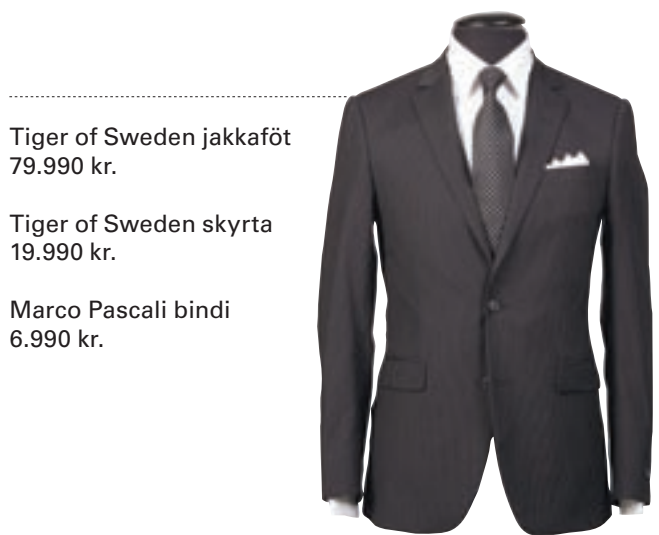 Tiger of Sweden jakkaföt
79.990 kr.
Tiger of Sweden skyrta
19.990 kr.
Marco Pascali bindi
6.990 kr.